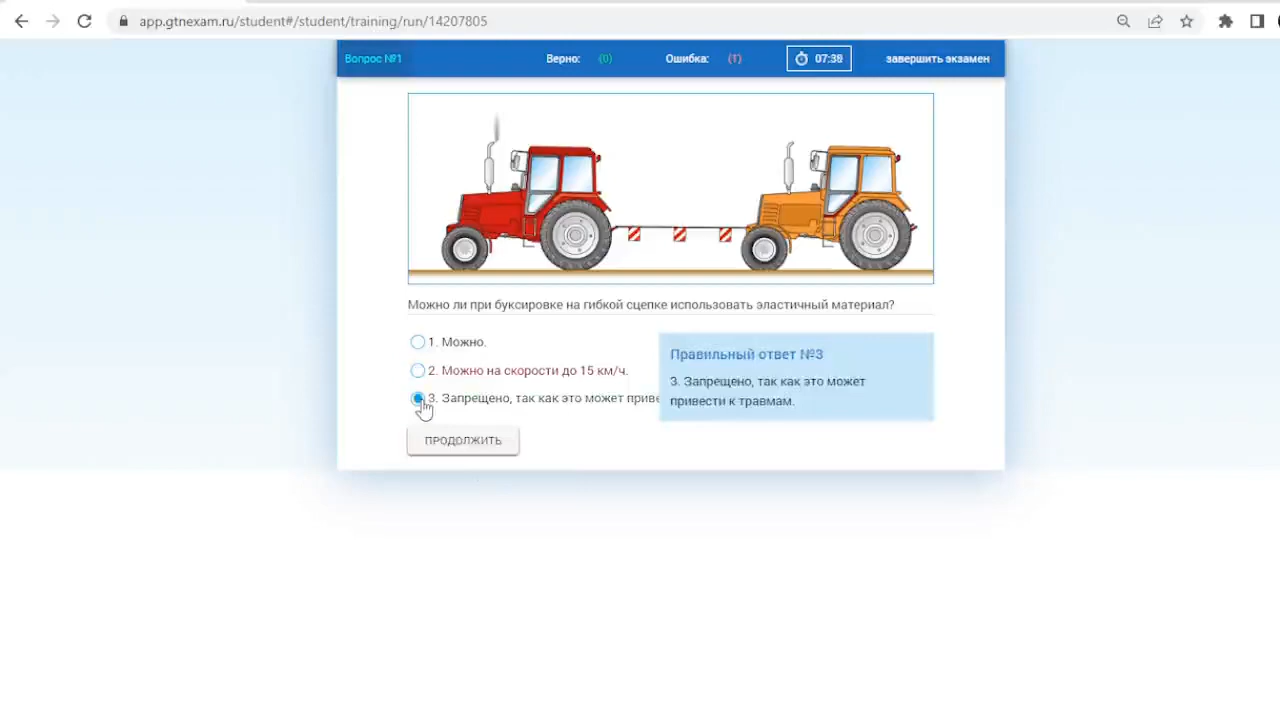 app.gtnexam.ru/student#/student/training/run/14207805
Вопрос №1 Верно: (0) Ошибка: (1) 07:36 завершить экзамен
Можно ли при буксировке на гибкой сцепке использовать эластичный материал?
1. Можно.
2. Можно на скорости до 15 км/ч.
3. Запрещено, так как это может приве
Правильный ответ №3
3. Запрещено, так как это может
привести к травмам.
ПРОДОЛЖИТЬ